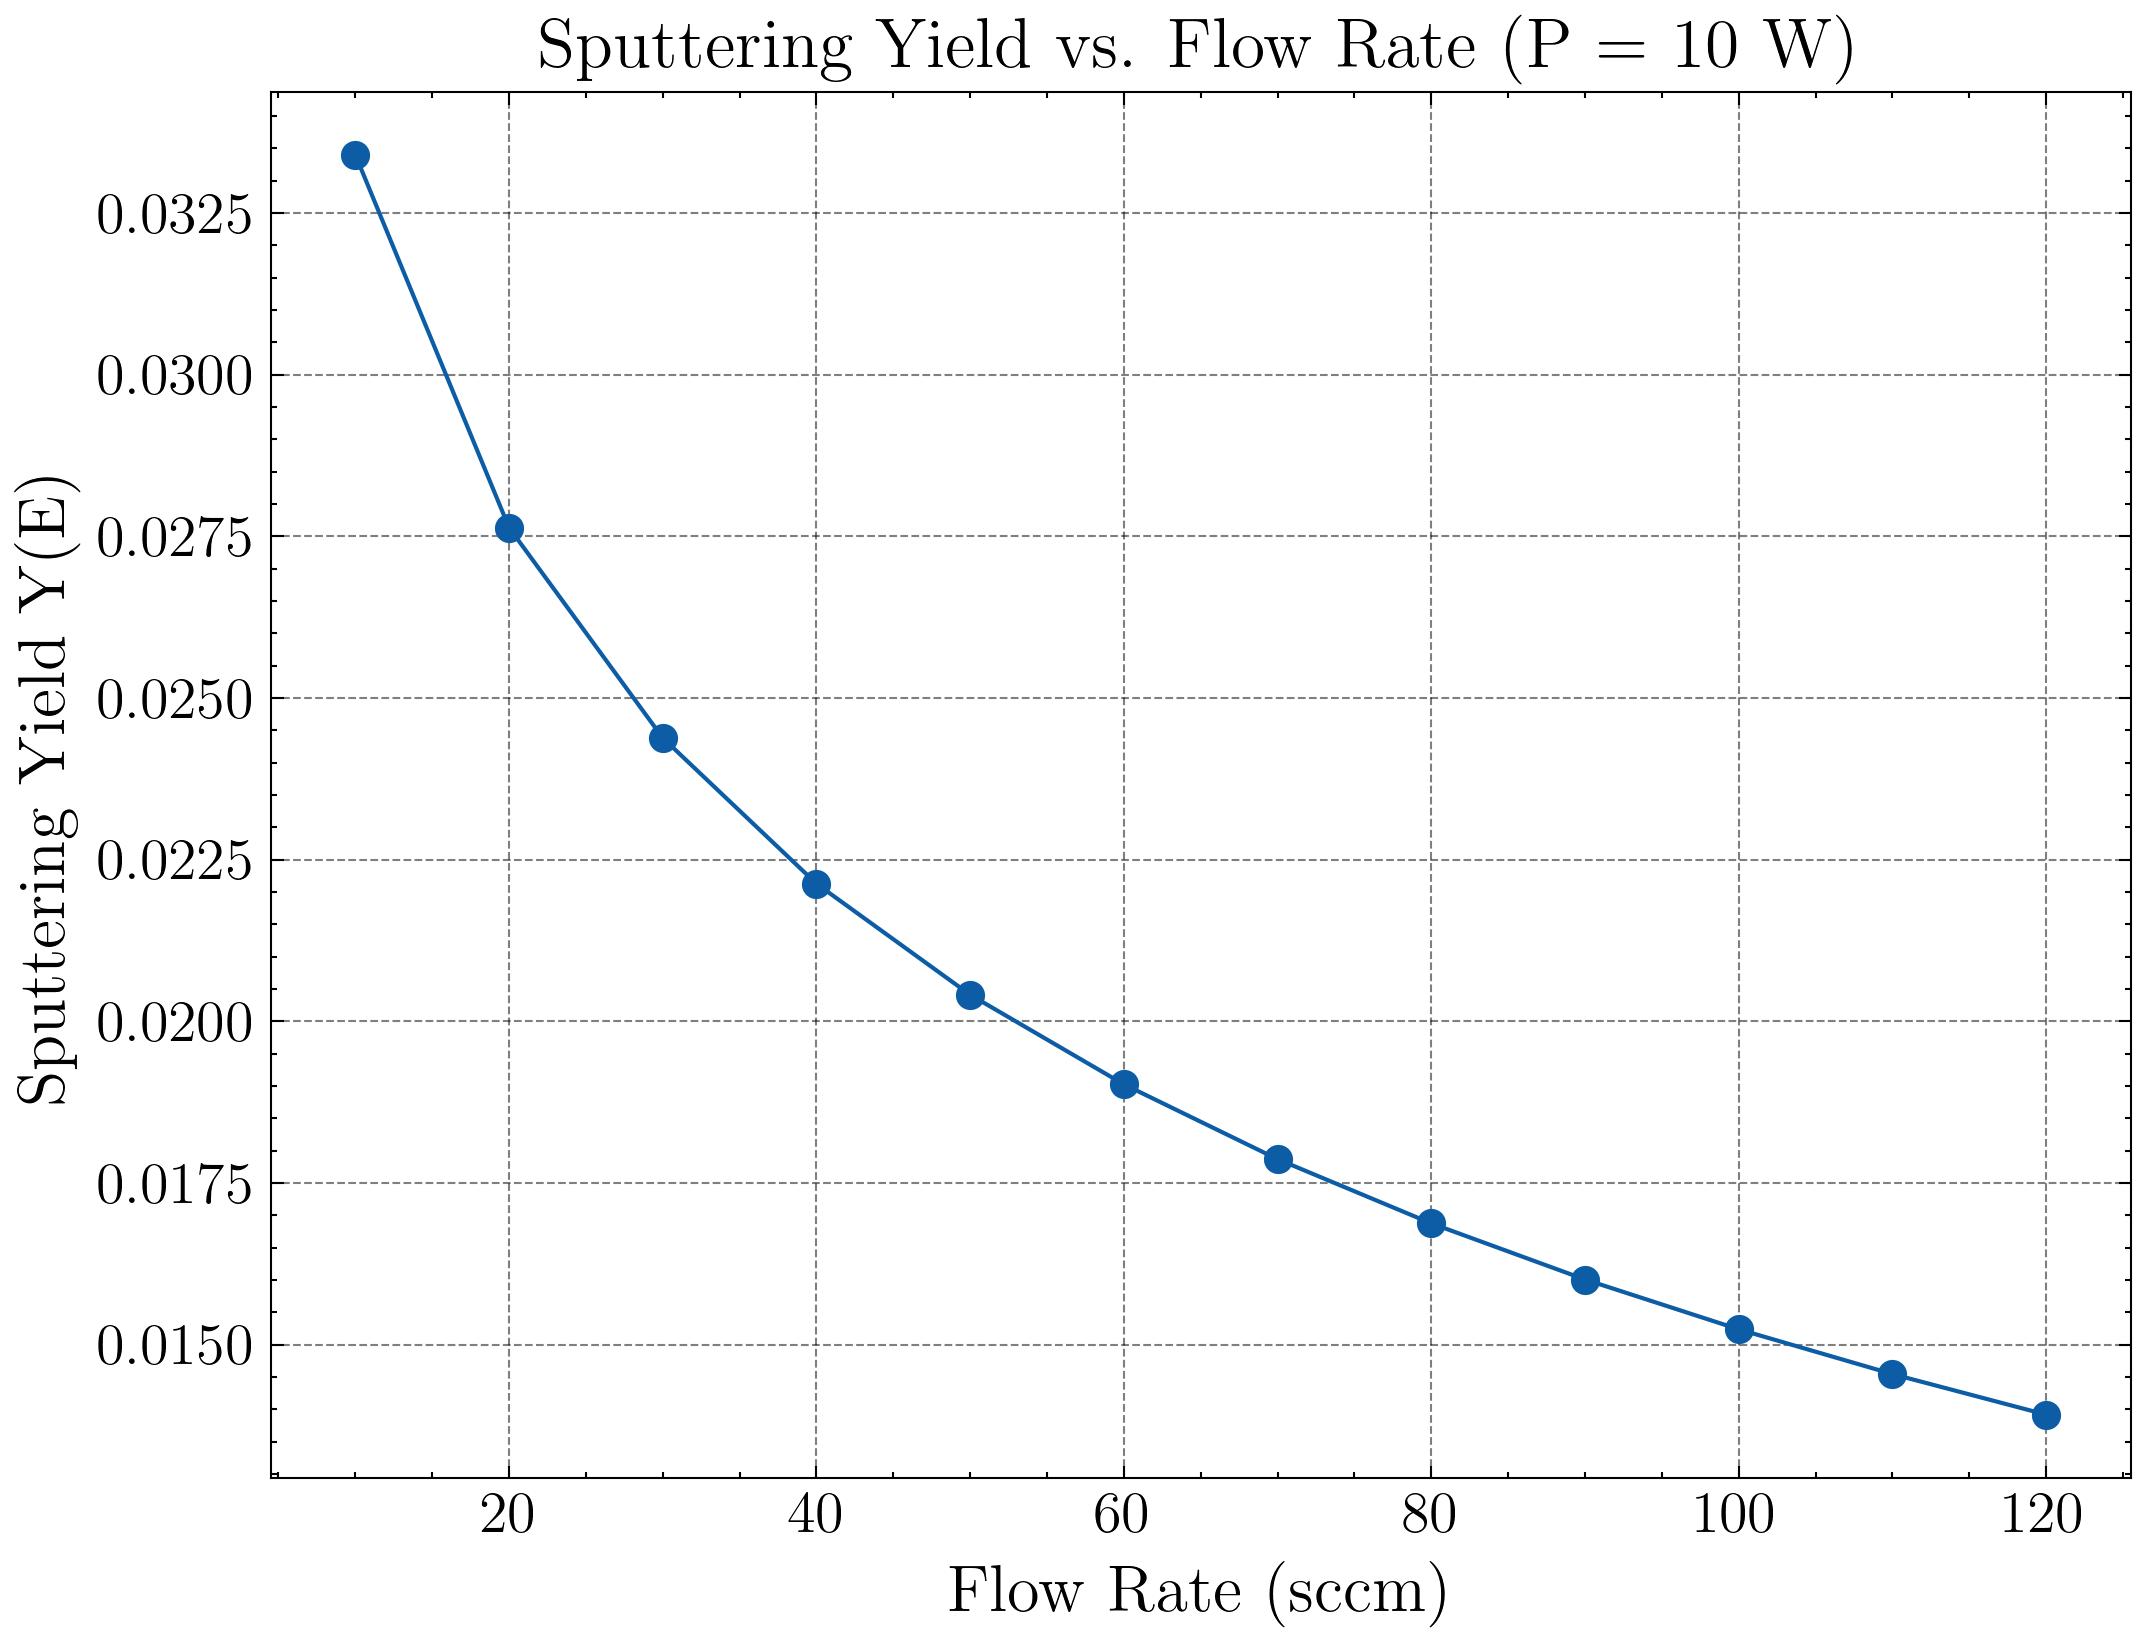 Sputtering Yield vs. Flow Rate (P = 10 W)
Sputtering Yield Y(E)
0.0325
0.0300
0.0275
0.0250
0.0225
0.0200
0.0175
0.0150
20 40 60 80 100 120
Flow Rate (sccm)